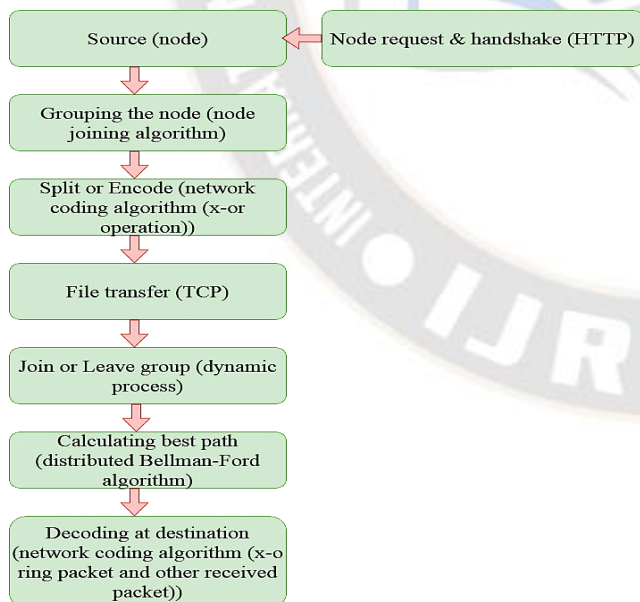 Source (node)
Node request & handshake (HTTP)
Grouping the node (node
joining algorithm)
Split or Encode (network
coding algorithm (x-or
operation))
File transfer (TCP)
Join or Leave group (dynamic
process)
Calculating best path
(distributed Bellman-Ford
algorithm)
Decoding at destination
(network coding algorithm (x-o
ring packet and other received
packet))
IJR